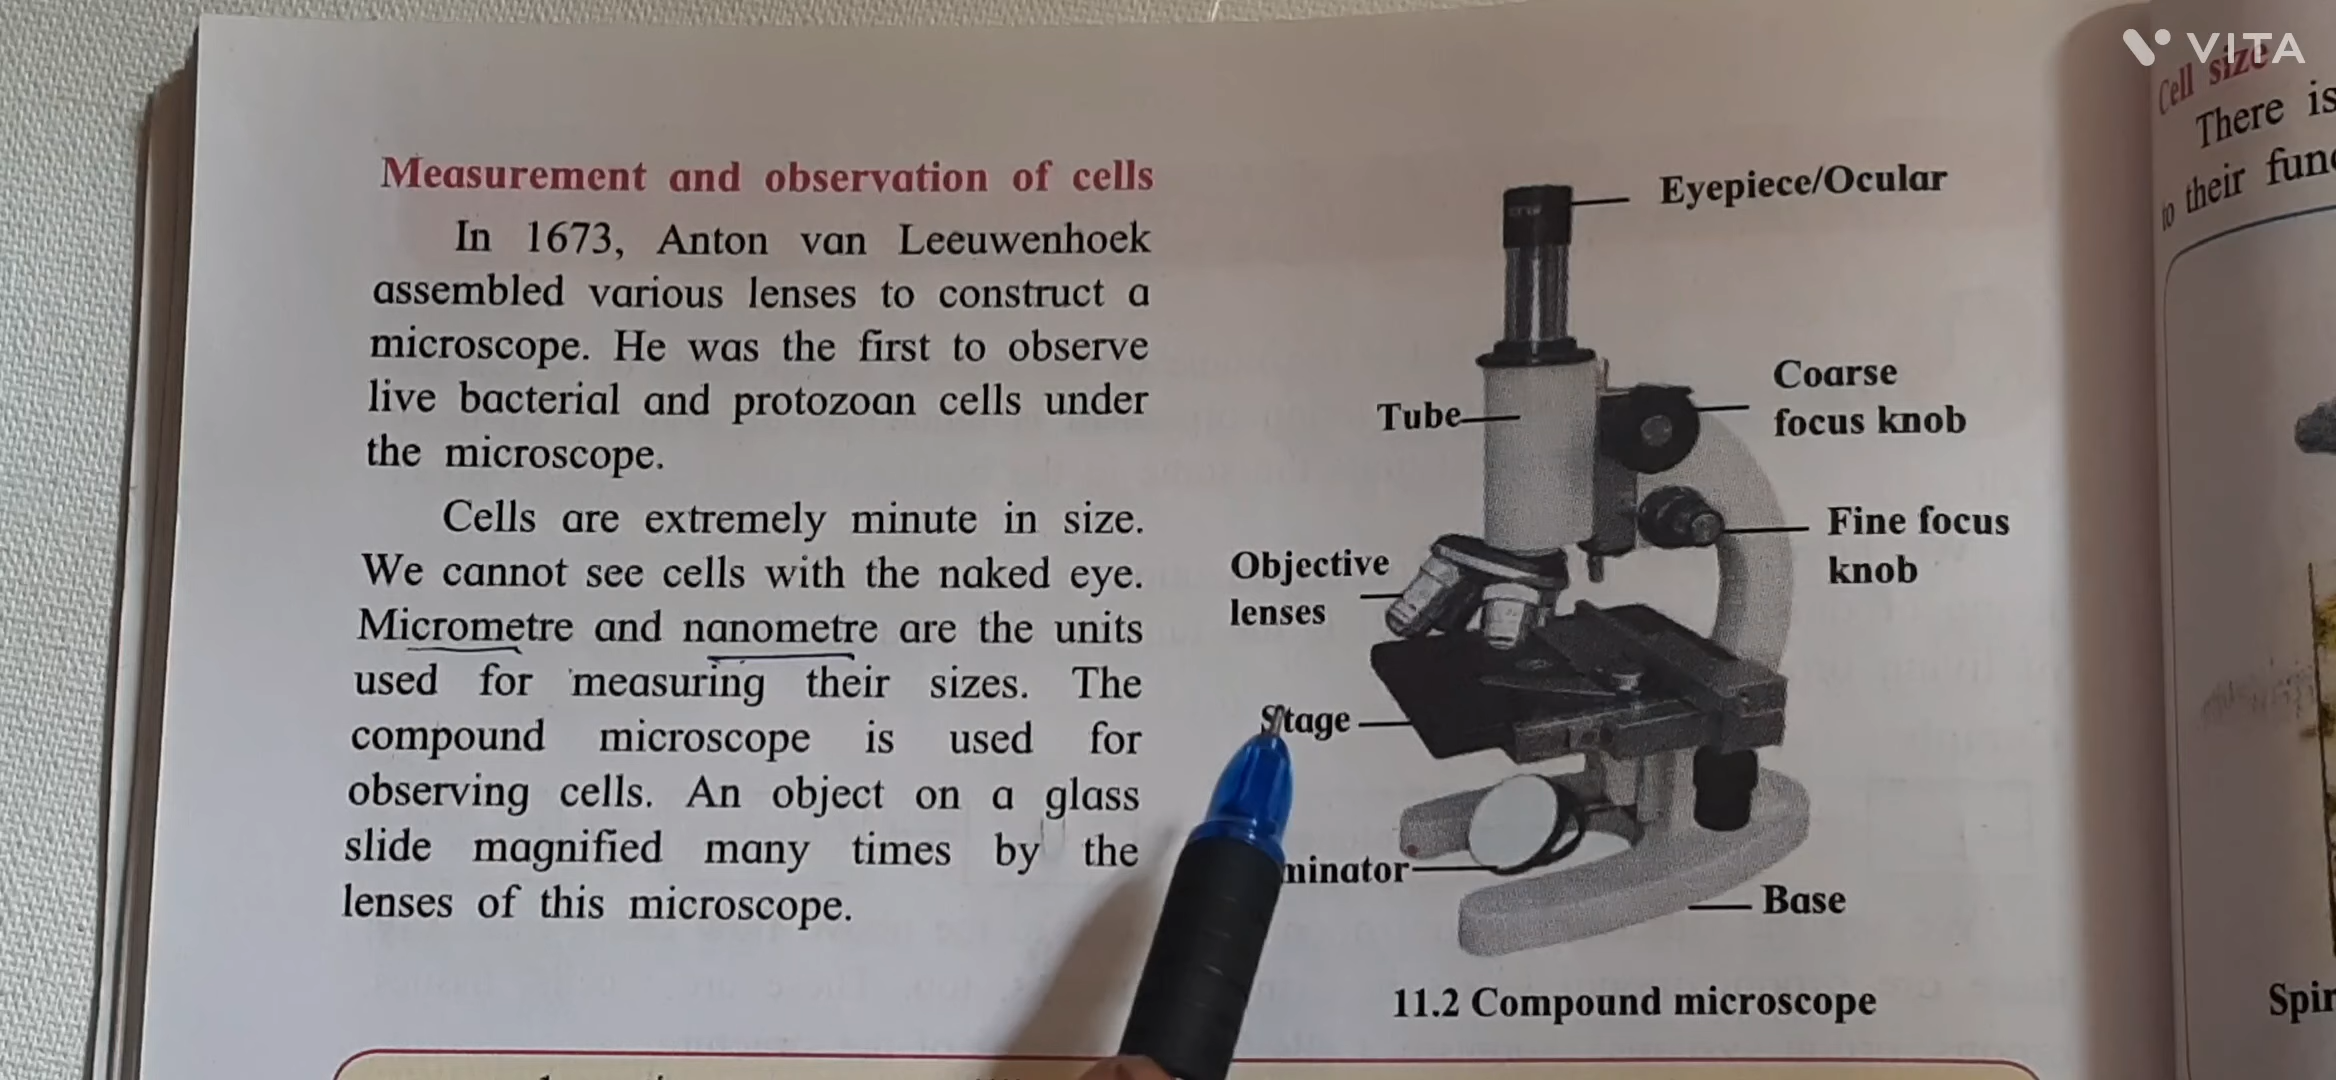 Measurement and observation of cells
In 1673, Anton van Leeuwenhoek
assembled various lenses to construct a
microscope. He was the first to observe
live bacterial and protozoan cells under
the microscope.
Cells are extremely minute in size.
We cannot see cells with the naked eye.
Micrometre and nanometre are the units
used for measuring their sizes. The
compound microscope is used for
observing cells. An object on a glass
slide magnified many times by the
lenses of this microscope.
Eyepiece/Ocular
Tube
Coarse
focus knob
Fine focus
knob
Objective
lenses
Stage
minator
Base
11.2 Compound microscope
VITA
Cell size
There is
to their